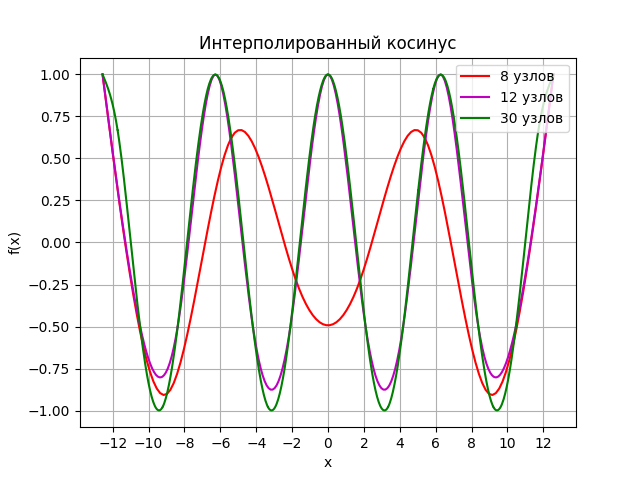 Интерполированный косинус
8 узлов
12 узлов
30 узлов
f(x)
1.00
0.75
0.50
0.25
0.00
−0.25
−0.50
−0.75
−1.00
−12 −10 −8 −6 −4 −2 0 2 4 6 8 10 12
x